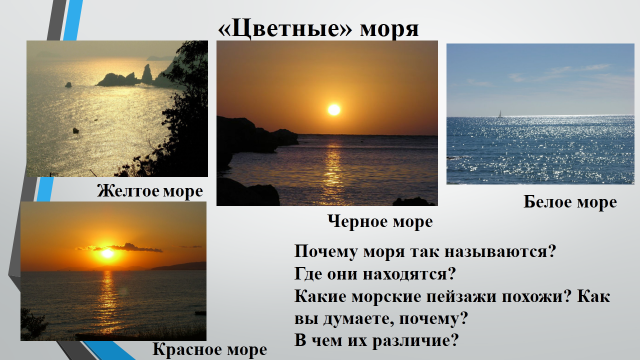 «Цветные» моря
Желтое море
Черное море
Белое море
Красное море
Почему моря так называются?
Где они находятся?
Какие морские пейзажи похожи? Как
вы думаете, почему?
В чем их различие?